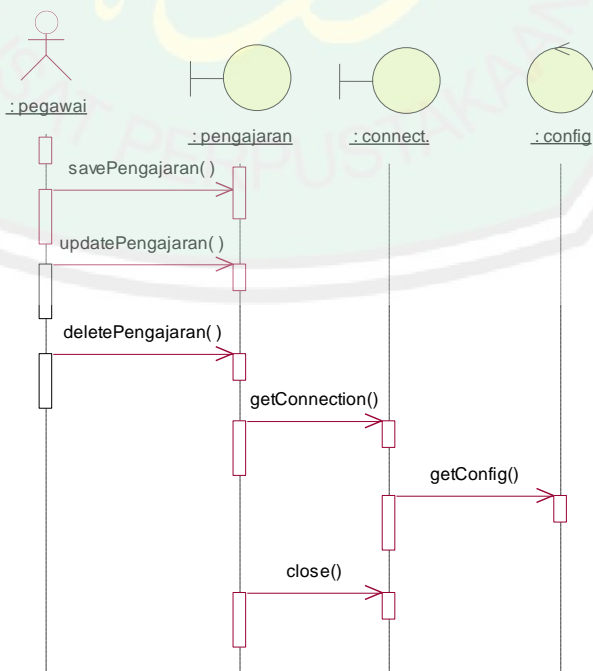 : pegawai
: pengajaran
: connect.
: config
savePengajaran( )
updatePengajaran( )
deletePengajaran( )
getConnection()
getConfig()
close()